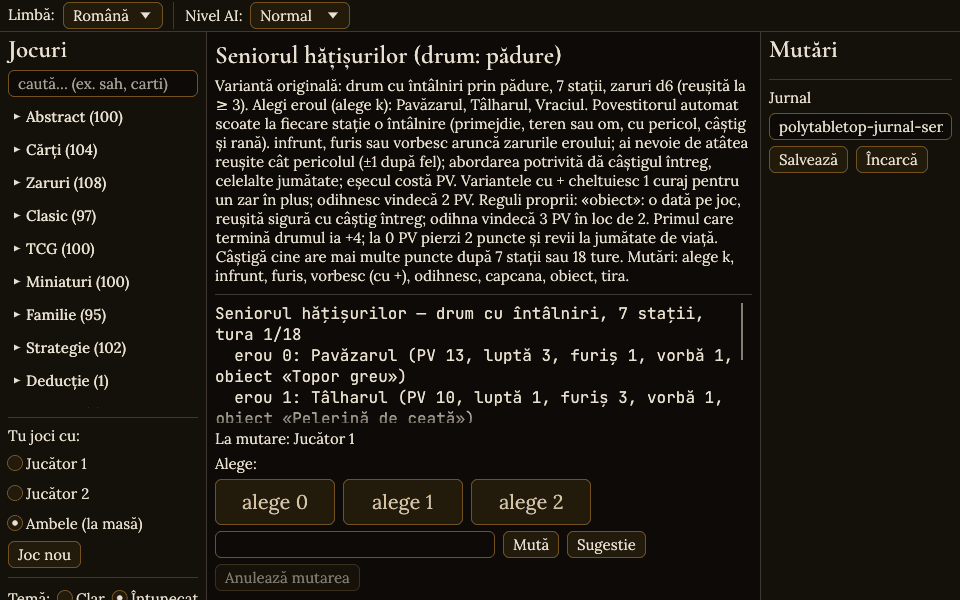 Limbă: Română ▼ Nivel AI: Normal ▼
Jocuri
caută... (ex. sah, carti)
▸ Abstract (100)
▸ Cărți (104)
▸ Zaruri (108)
▸ Clasic (97)
▸ TCG (100)
▸ Miniaturi (100)
▸ Familie (95)
▸ Strategie (102)
▸ Deducție (1)
Tu joci cu:
Jucător 1
Jucător 2
Ambele (la masă)
Joc nou
Temă: Clar Întunecat
Seniorul hățișurilor (drum: pădure)
Variantă originală: drum cu întâlniri prin pădure, 7 stații, zaruri d6 (reușită la
≥ 3). Alegi eroul (alege k): Pavăzarul, Tâlharul, Vraciul. Povestitorul automat
scoate la fiecare stație o întâlnire (primejdie, teren sau om, cu pericol, câștig
și rană). infrunt, furis sau vorbesc aruncă zarurile eroului; ai nevoie de atâtea
reușite cât pericolul (±1 după fel); abordarea potrivită dă câștigul întreg,
celelalte jumătate; eșecul costă PV. Variantele cu + cheltuiesc 1 curaj pentru
un zar în plus; odihnesc vindecă 2 PV. Reguli proprii: «obiect»: o dată pe joc,
reușită sigură cu câștig întreg; odihna vindecă 3 PV în loc de 2. Primul care
termină drumul ia +4; la 0 PV pierzi 2 puncte și revii la jumătate de viață.
Câștigă cine are mai multe puncte după 7 stații sau 18 ture. Mutări: alege k,
infrunt, furis, vorbesc (cu +), odihnesc, capcana, obiect, tira.
Seniorul hățișurilor — drum cu întâlniri, 7 stații,
tura 1/18
erou 0: Pavăzarul (PV 13, luptă 3, furiș 1, vorbă 1,
obiect «Topor greu»)
erou 1: Tâlharul (PV 10, luptă 1, furiș 3, vorbă 1,
obiect «Pelerină de ceață»)
La mutare: Jucător 1
Alege:
alege 0 alege 1 alege 2
Mută Sugestie
Anulează mutarea
Mutări
Jurnal
polytabletop-jurnal-ser
Salvează Încarcă